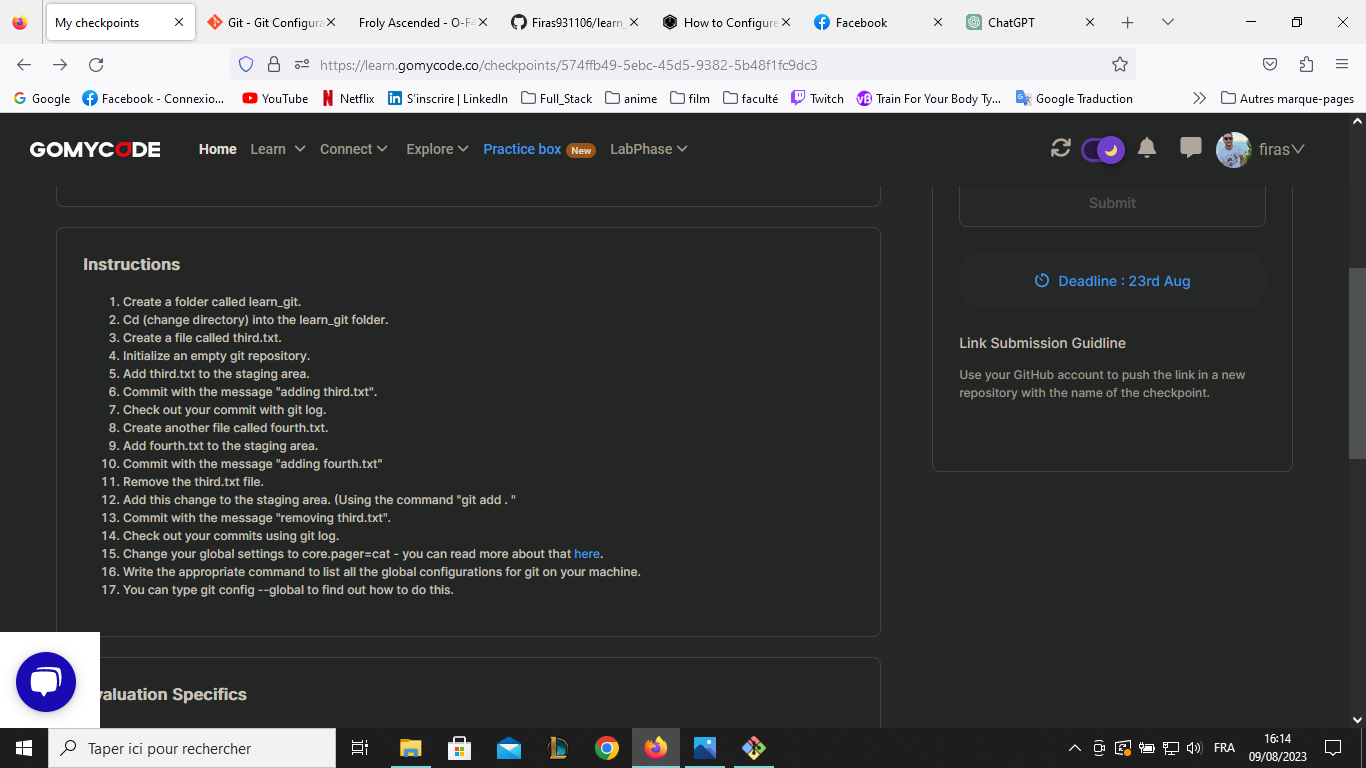 My checkpoints
Git - Git Configura
Froly Ascended - O-F4
Firas931106/learn_
How to Configure
Facebook
ChatGPT
https://learn.gomycode.co/checkpoints/574ffb49-5ebc-45d5-9382-5b48f1fc9dc3
Google
Facebook - Connexio...
YouTube
Netflix
S'inscrire | LinkedIn
Full_Stack
anime
film
faculté
Twitch
Train For Your Body Ty...
Google Traduction
Autres marque-pages
GOMYCODE
Home
Learn
Connect
Explore
Practice box New
LabPhase
firas
Submit
Deadline : 23rd Aug
Link Submission Guidline
Use your GitHub account to push the link in a new
repository with the name of the checkpoint.
Instructions
1. Create a folder called learn_git.
2. Cd (change directory) into the learn_git folder.
3. Create a file called third.txt.
4. Initialize an empty git repository.
5. Add third.txt to the staging area.
6. Commit with the message "adding third.txt".
7. Check out your commit with git log.
8. Create another file called fourth.txt.
9. Add fourth.txt to the staging area.
10. Commit with the message "adding fourth.txt"
11. Remove the third.txt file.
12. Add this change to the staging area. (Using the command "git add . "
13. Commit with the message "removing third.txt".
14. Check out your commits using git log.
15. Change your global settings to core.pager=cat - you can read more about that here.
16. Write the appropriate command to list all the global configurations for git on your machine.
17. You can type git config --global to find out how to do this.
valuation Specifics
Taper ici pour rechercher
FRA
16:14
09/08/2023